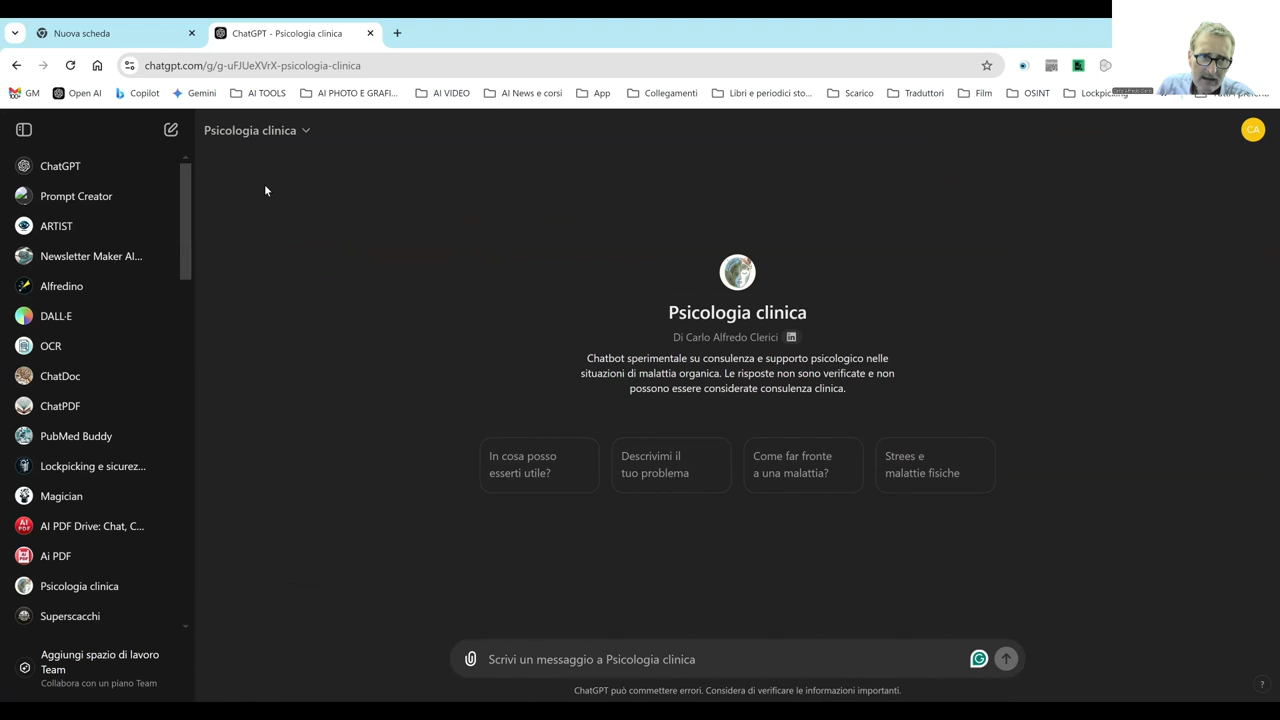 Nuova scheda
ChatGPT - Psicologia clinica
chatgpt.com/g/g-uFJUeXVrX-psicologia-clinica
GM
Open AI
Copilot
Gemini
AI TOOLS
AI PHOTO E GRAFI...
AI VIDEO
AI News e corsi
App
Collegamenti
Libri e periodici sto...
Scarico
Traduttori
Film
OSINT
Lockpicking
Psicologia clinica
CA
ChatGPT
Prompt Creator
ARTIST
Newsletter Maker AI...
Alfredino
DALL·E
OCR
ChatDoc
ChatPDF
PubMed Buddy
Lockpicking e sicurez...
Magician
AI PDF Drive: Chat, C...
Ai PDF
Psicologia clinica
Superscacchi
Aggiungi spazio di lavoro
Team
Collabora con un piano Team
Psicologia clinica
Di Carlo Alfredo Clerici
Chatbot sperimentale su consulenza e supporto psicologico nelle
situazioni di malattia organica. Le risposte non sono verificate e non
possono essere considerate consulenza clinica.
In cosa posso
esserti utile?
Descrivimi il
tuo problema
Come far fronte
a una malattia?
Strees e
malattie fisiche
Scrivi un messaggio a Psicologia clinica
ChatGPT può commettere errori. Considera di verificare le informazioni importanti.
?